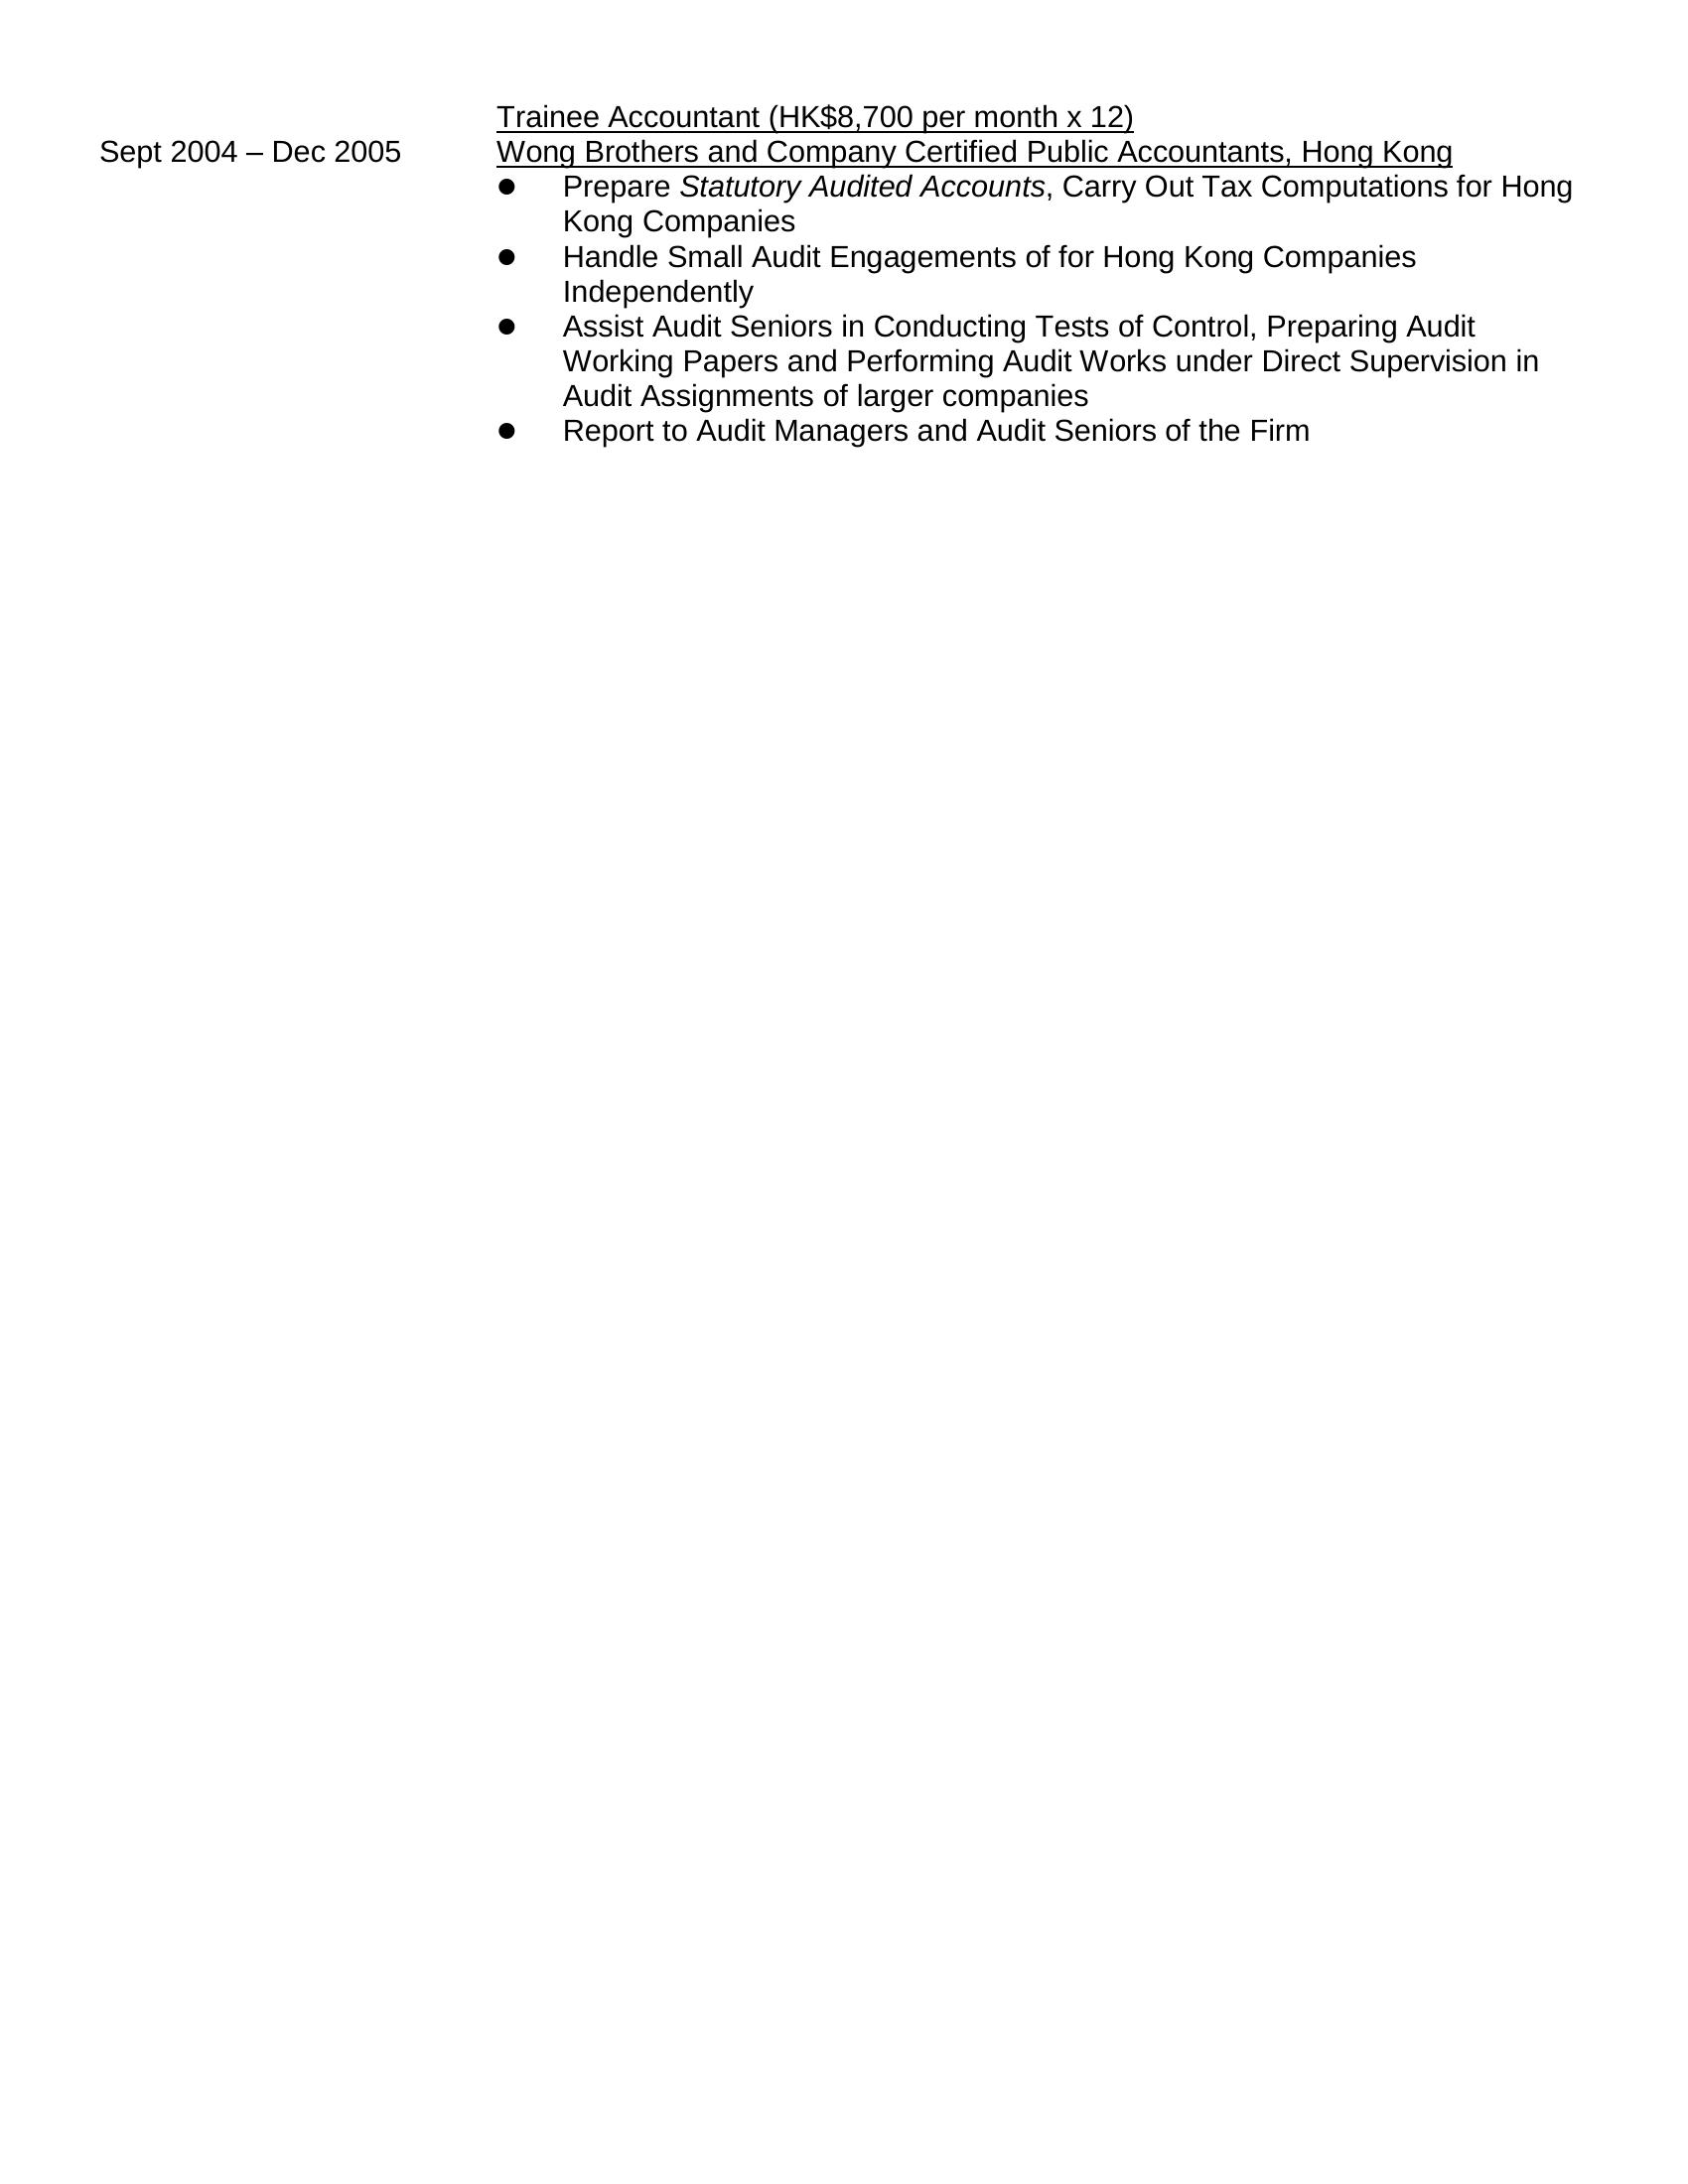 Trainee Accountant (HK$8,700 per month x 12)
Sept 2004 – Dec 2005 Wong Brothers and Company Certified Public Accountants, Hong Kong
● Prepare Statutory Audited Accounts, Carry Out Tax Computations for Hong
Kong Companies
● Handle Small Audit Engagements of for Hong Kong Companies
Independently
● Assist Audit Seniors in Conducting Tests of Control, Preparing Audit
Working Papers and Performing Audit Works under Direct Supervision in
Audit Assignments of larger companies
● Report to Audit Managers and Audit Seniors of the Firm